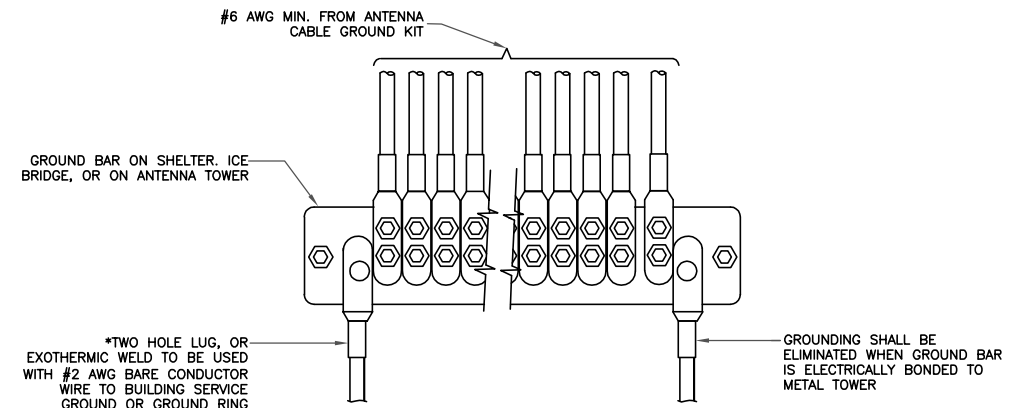 #6 AWG MIN. FROM ANTENNA
CABLE GROUND KIT
GROUND BAR ON SHELTER. ICE
BRIDGE, OR ON ANTENNA TOWER
*TWO HOLE LUG, OR
EXOTHERMIC WELD TO BE USED
WITH #2 AWG BARE CONDUCTOR
WIRE TO BUILDING SERVICE
GROUND OR GROUND RING
GROUNDING SHALL BE
ELIMINATED WHEN GROUND BAR
IS ELECTRICALLY BONDED TO
METAL TOWER